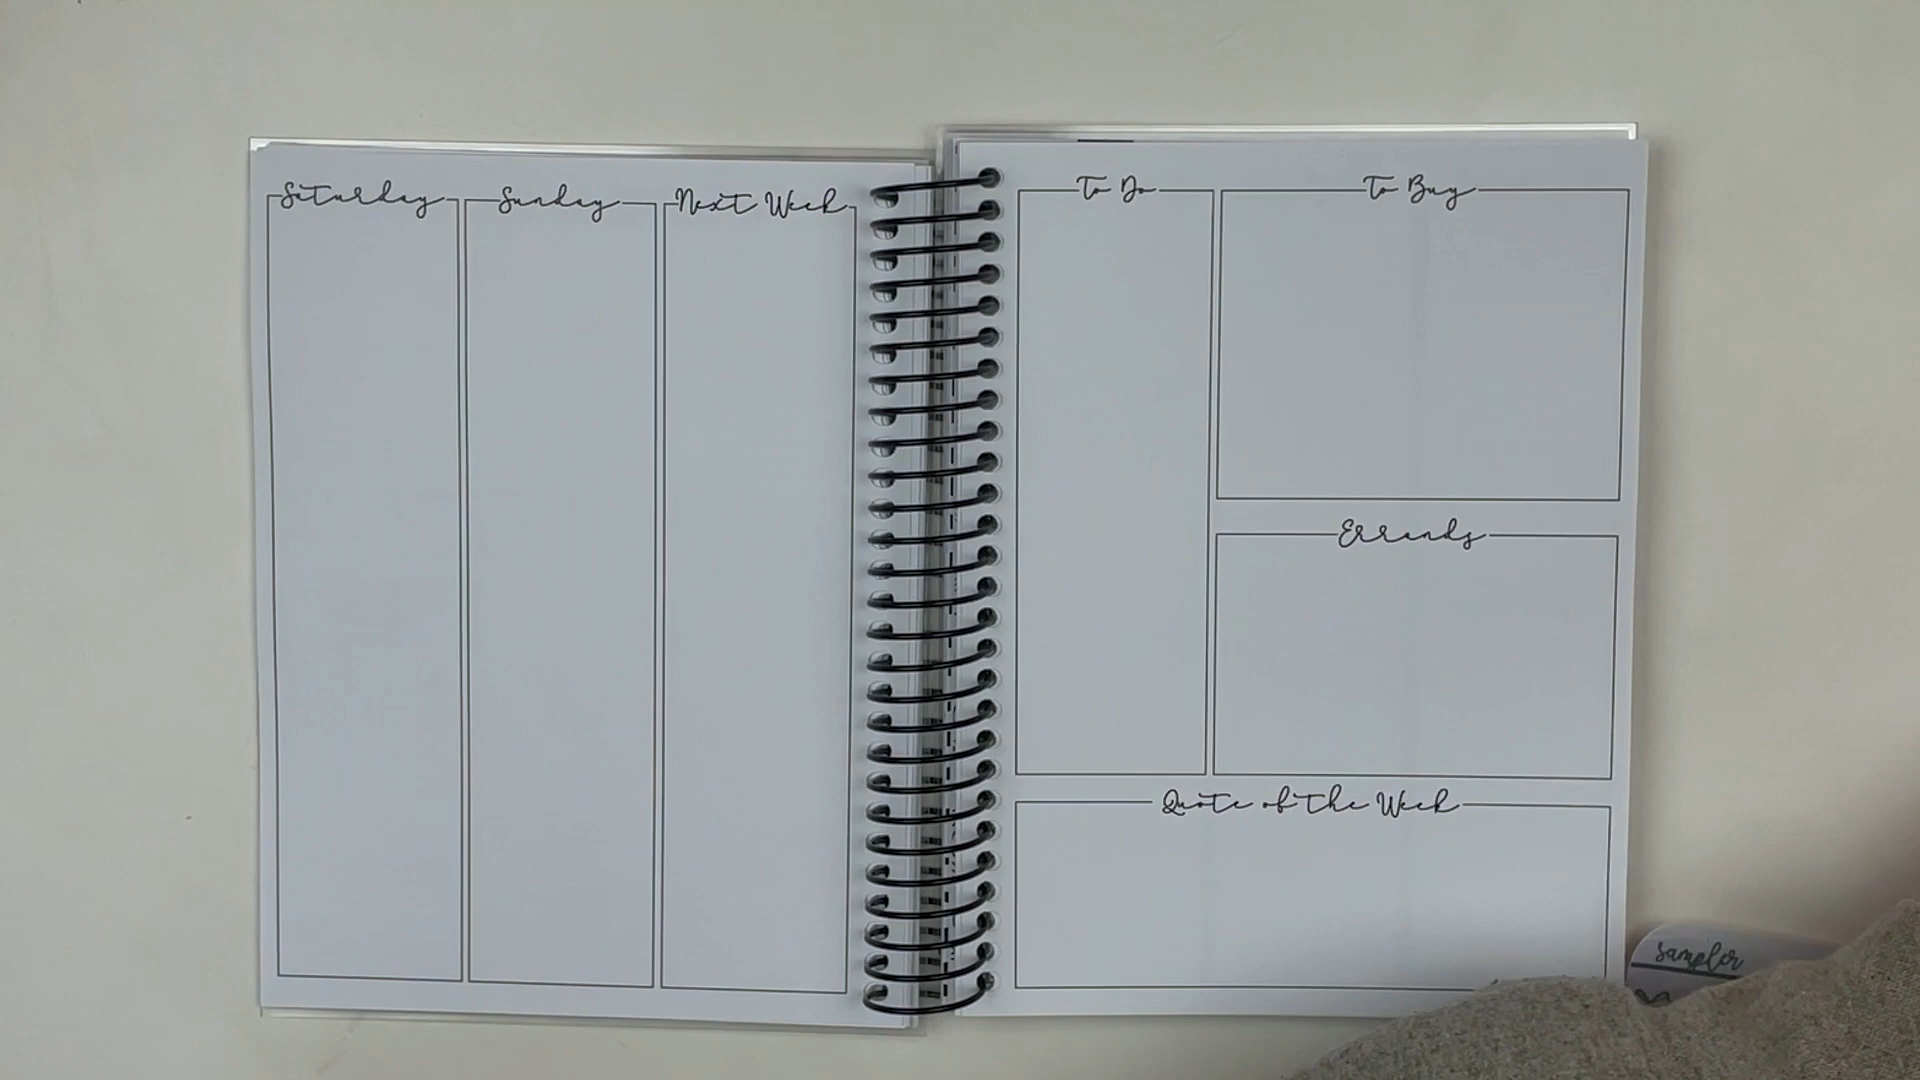 Saturday
Sunday
Next Week
To Do
To Buy
Errands
Quote of the Week
sampler